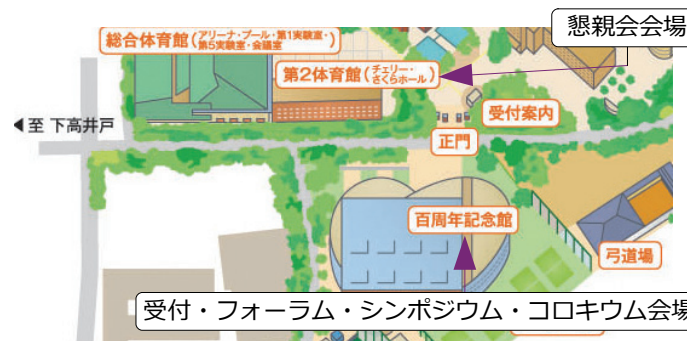 懇親会会場
総合体育館(アリーナ・プール・第1実験室・
第5実験室・会議室)
第2体育館(チェリー・
さくらホール)
受付案内
◀至 下高井戸
正門
百周年記念館
弓道場
受付・フォーラム・シンポジウム・コロキウム会場